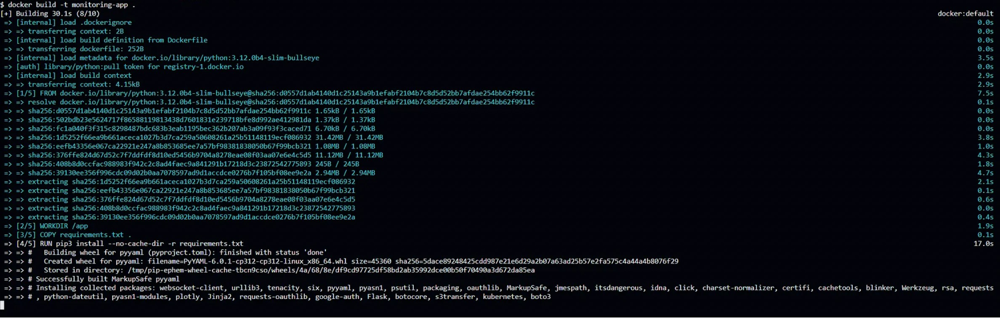 $ docker build -t monitoring-app .
[+] Building 30.1s (8/10) docker:default
=> [internal] load .dockerignore 0.0s
=> => transferring context: 2B 0.0s
=> [internal] load build definition from Dockerfile 0.0s
=> => transferring dockerfile: 252B 0.0s
=> [internal] load metadata for docker.io/library/python:3.12.0b4-slim-bullseye 3.5s
=> [auth] library/python:pull token for registry-1.docker.io 0.0s
=> [internal] load build context 2.9s
=> => transferring context: 4.15kB 2.9s
=> [1/5] FROM docker.io/library/python:3.12.0b4-slim-bullseye@sha256:d0557d1ab4140d1c25143a9b1efabf2104b7c8d5d52bb7afdae254bb62f9911c 7.5s
=> => resolve docker.io/library/python:3.12.0b4-slim-bullseye@sha256:d0557d1ab4140d1c25143a9b1efabf2104b7c8d5d52bb7afdae254bb62f9911c 0.1s
=> => sha256:d0557d1ab4140d1c25143a9b1efabf2104b7c8d5d52bb7afdae254bb62f9911c 1.65kB / 1.65kB 0.0s
=> => sha256:502bdb23e5624717f86588119813438d7601831e239718bfe8d992ae412981da 1.37kB / 1.37kB 0.0s
=> => sha256:fc1a040f3f315c8298487bdc683b3eab1195bec362b207ab3a09f93f3caced71 6.70kB / 6.70kB 0.0s
=> => sha256:1d5252f66ea9b661aceca1027b3d7ca259a50608261a25b51148119ecf086932 31.42MB / 31.42MB 3.8s
=> => sha256:eefb43356e067ca22921e247a8b853685ee7a57bf98381838050b67f99bcb321 1.08MB / 1.08MB 1.0s
=> => sha256:376ffe824d67d52c7f7ddfdf8d10ed5456b9704a8278eae08f03aa07e6e4c5d5 11.12MB / 11.12MB 4.3s
=> => sha256:408b8d0ccfac988983f942c2c8ad4faec9a841291b17218d3c23872542775893 245B / 245B 1.8s
=> => sha256:39130ee356f996cdc09d02b0aa7078597ad9d1accdce0276b7f105bf08ee9e2a 2.94MB / 2.94MB 4.7s
=> => extracting sha256:1d5252f66ea9b661aceca1027b3d7ca259a50608261a25b51148119ecf086932 2.1s
=> => extracting sha256:eefb43356e067ca22921e247a8b853685ee7a57bf98381838050b67f99bcb321 0.1s
=> => extracting sha256:376ffe824d67d52c7f7ddfdf8d10ed5456b9704a8278eae08f03aa07e6e4c5d5 0.6s
=> => extracting sha256:408b8d0ccfac988983f942c2c8ad4faec9a841291b17218d3c23872542775893 0.0s
=> => extracting sha256:39130ee356f996cdc09d02b0aa7078597ad9d1accdce0276b7f105bf08ee9e2a 0.4s
=> [2/5] WORKDIR /app 1.9s
=> [3/5] COPY requirements.txt . 0.1s
=> [4/5] RUN pip3 install --no-cache-dir -r requirements.txt 17.0s
=> => #   Building wheel for pyyaml (pyproject.toml): finished with status 'done'
=> => #   Created wheel for pyyaml: filename=PyYAML-6.0.1-cp312-cp312-linux_x86_64.whl size=45360 sha256=5dace89248425cdd987e21e6d29a2b07a63ad25b57e2fa575c4a44a4b8076f29
=> => #   Stored in directory: /tmp/pip-ephem-wheel-cache-tbcn9cso/wheels/4a/68/8e/df9cd97725df58bd2ab35992dce00b50f70490a3d672da85ea
=> => # Successfully built MarkupSafe pyyaml
=> => # Installing collected packages: websocket-client, urllib3, tenacity, six, pyyaml, pyasn1, psutil, packaging, oauthlib, MarkupSafe, jmespath, itsdangerous, idna, click, charset-normalizer, certifi, cachetools, blinker, Werkzeug, rsa, requests
=> => # , python-dateutil, pyasn1-modules, plotly, Jinja2, requests-oauthlib, google-auth, Flask, botocore, s3transfer, kubernetes, boto3